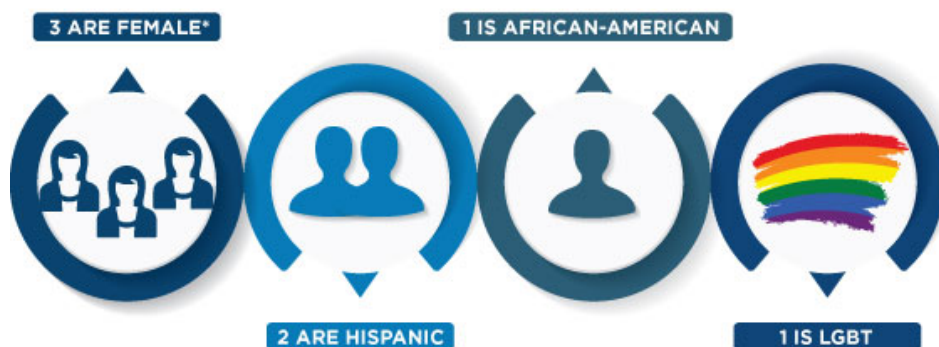 3 ARE FEMALE*
1 IS AFRICAN-AMERICAN
2 ARE HISPANIC
1 IS LGBT